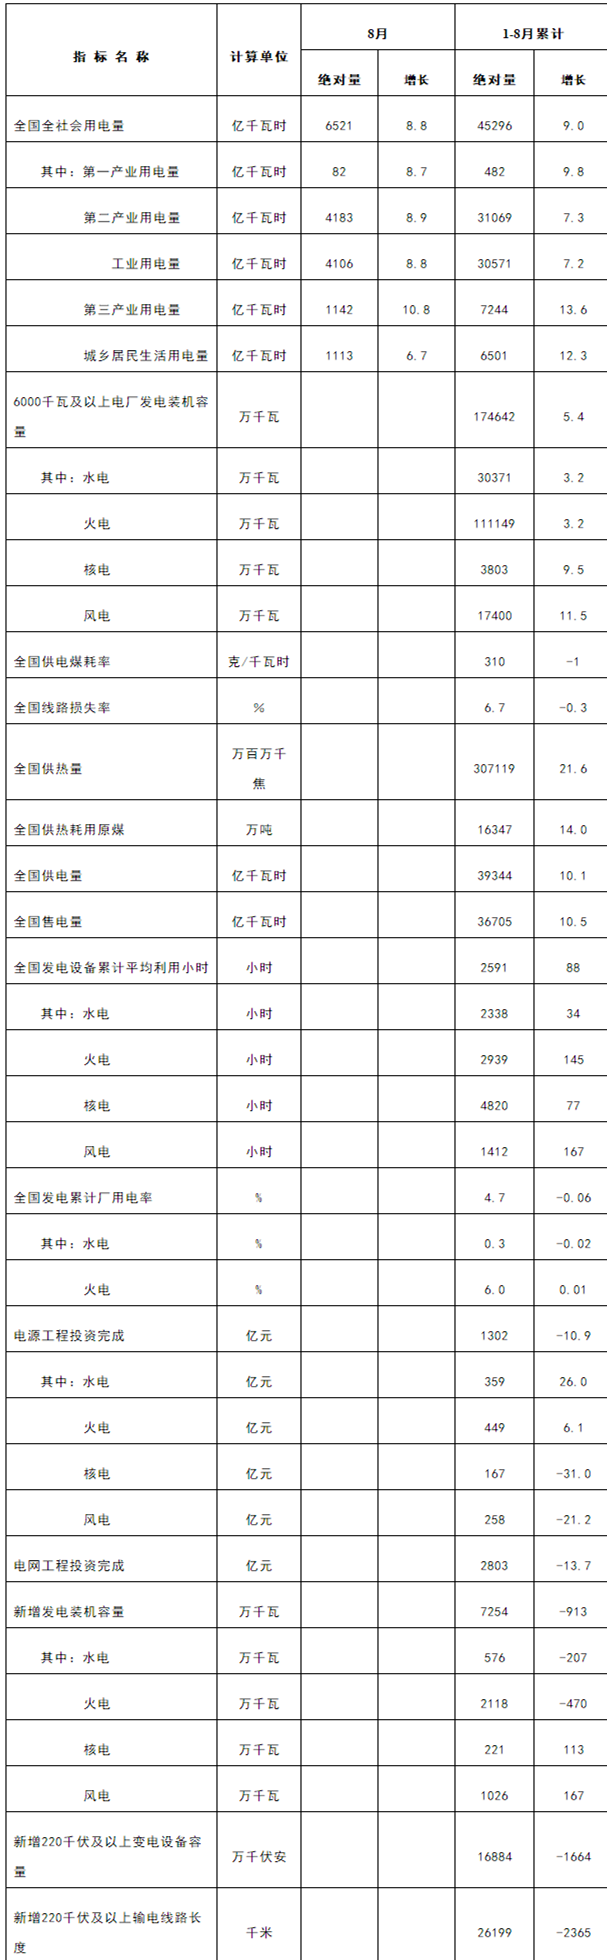 指 标 名 称 计算单位 8月 1-8月累计
绝对量 增长 绝对量 增长
全国全社会用电量 亿千瓦时 6521 8.8 45296 9.0
其中：第一产业用电量 亿千瓦时 82 8.7 482 9.8
第二产业用电量 亿千瓦时 4183 8.9 31069 7.3
工业用电量 亿千瓦时 4106 8.8 30571 7.2
第三产业用电量 亿千瓦时 1142 10.8 7244 13.6
城乡居民生活用电量 亿千瓦时 1113 6.7 6501 12.3
6000千瓦及以上电厂发电装机容
量 万千瓦 174642 5.4
其中：水电 万千瓦 30371 3.2
火电 万千瓦 111149 3.2
核电 万千瓦 3803 9.5
风电 万千瓦 17400 11.5
全国供电煤耗率 克/千瓦时 310 -1
全国线路损失率 % 6.7 -0.3
全国供热量 万百万千
焦 307119 21.6
全国供热耗用原煤 万吨 16347 14.0
全国供电量 亿千瓦时 39344 10.1
全国售电量 亿千瓦时 36705 10.5
全国发电设备累计平均利用小时 小时 2591 88
其中：水电 小时 2338 34
火电 小时 2939 145
核电 小时 4820 77
风电 小时 1412 167
全国发电累计厂用电率 % 4.7 -0.06
其中：水电 % 0.3 -0.02
火电 % 6.0 0.01
电源工程投资完成 亿元 1302 -10.9
其中：水电 亿元 359 26.0
火电 亿元 449 6.1
核电 亿元 167 -31.0
风电 亿元 258 -21.2
电网工程投资完成 亿元 2803 -13.7
新增发电装机容量 万千瓦 7254 -913
其中：水电 万千瓦 576 -207
火电 万千瓦 2118 -470
核电 万千瓦 221 113
风电 万千瓦 1026 167
新增220千伏及以上变电设备容
量 万千伏安 16884 -1664
新增220千伏及以上输电线路长
度 千米 26199 -2365